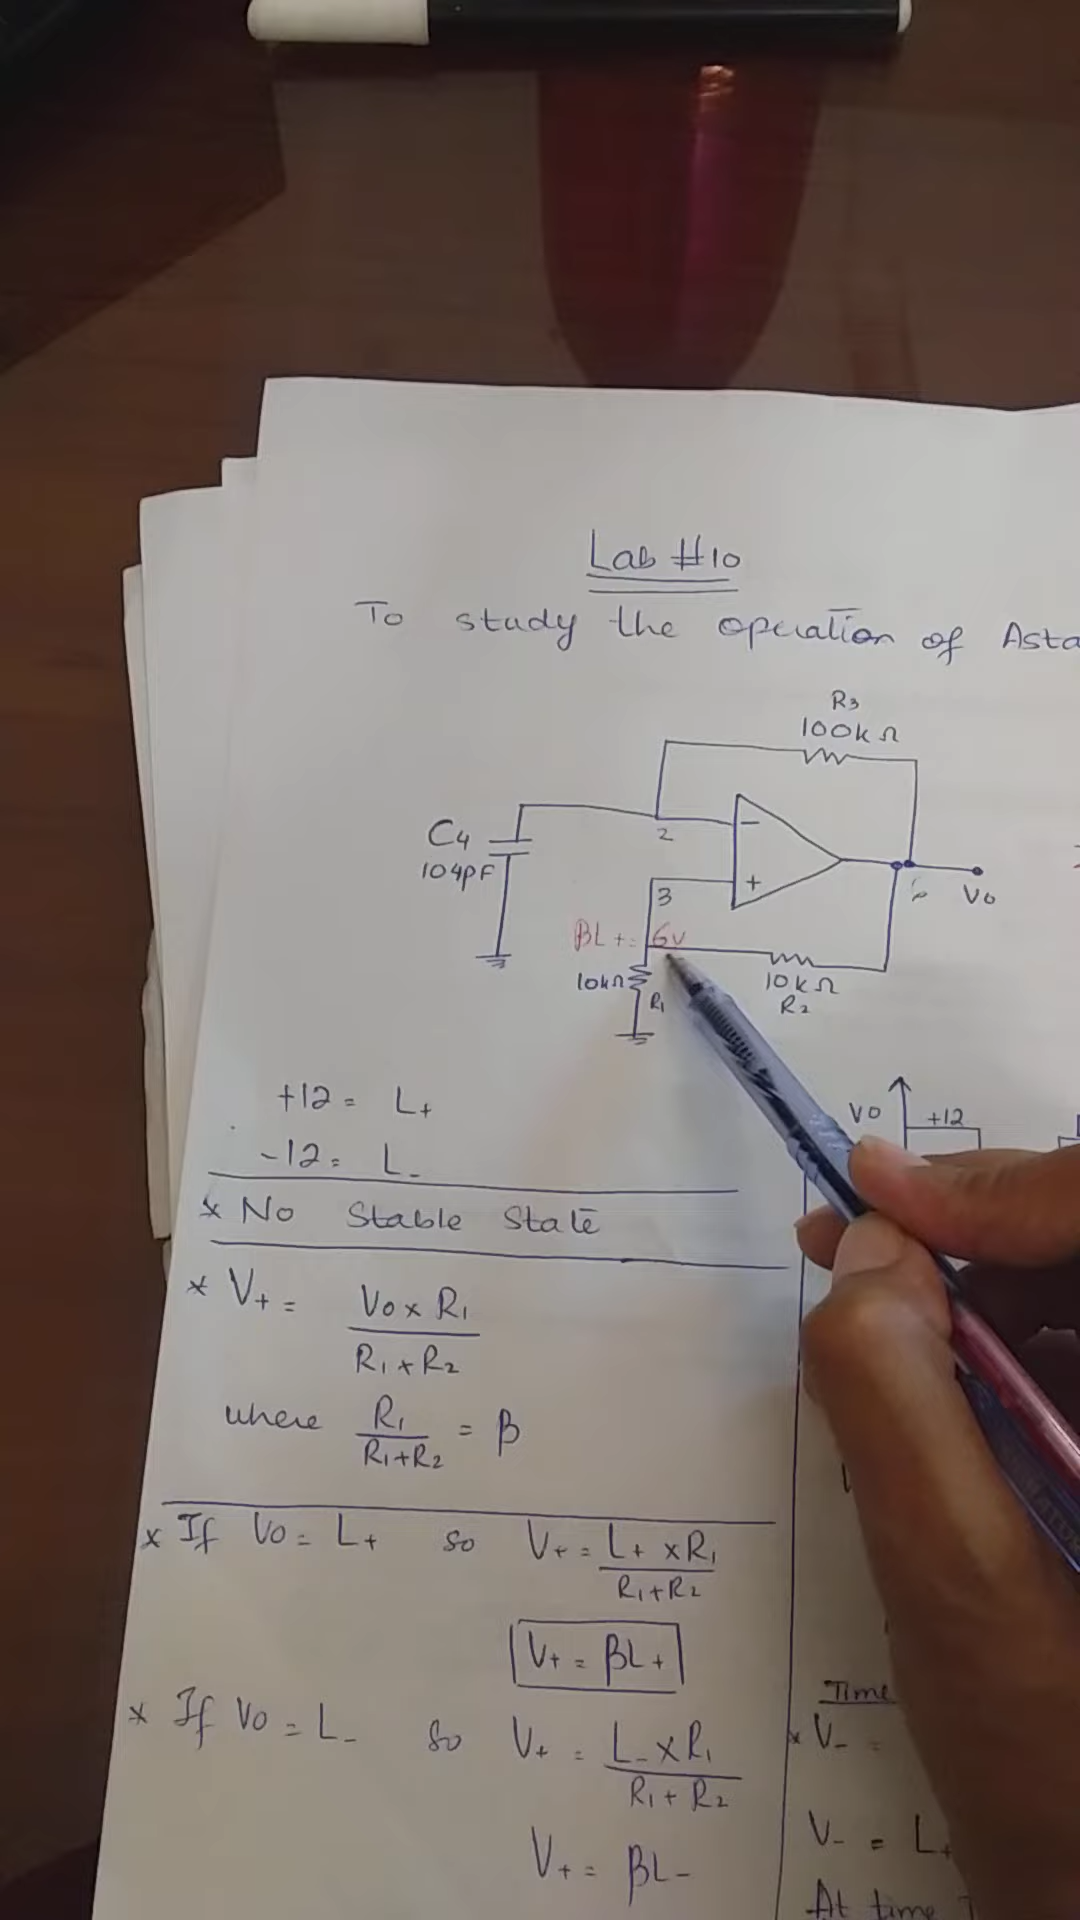 Lab #10
To study the operation of Asta
R3
100kΩ
C4
104pF
2
−
+
3
6
Vo
βL+= 6v
10kΩ
R1
10kΩ
R2
+12 = L+
-12 = L-
* No Stable State
* V+ = Vo x R1
R1 + R2
where R1 = β
R1+R2
* If Vo = L+ so V+ = L+ x R1
R1+R2
V+ = βL+
* If Vo = L- so V+ = L- x R1
R1 + R2
V+ = βL-
Vo
+12
Time
* V- =
V- = L+
At time